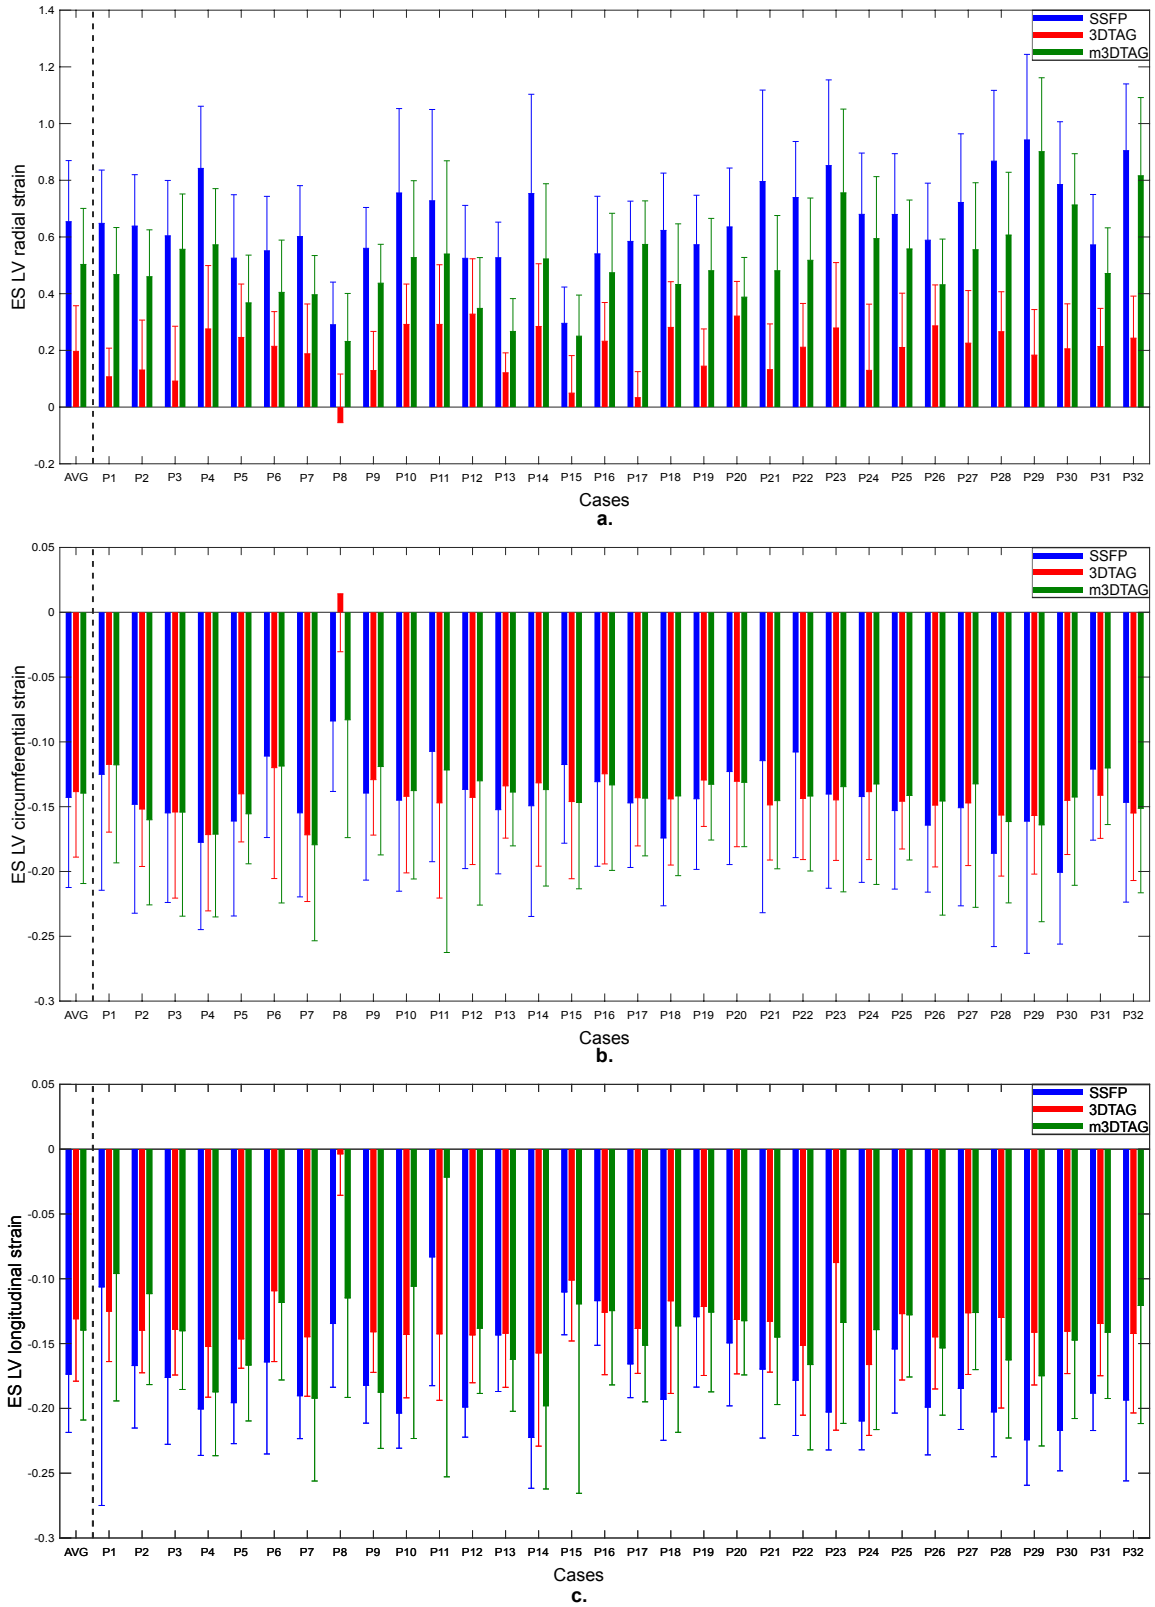 1.4
1.2
1.0
0.8
0.6
0.4
0.2
0
-0.2
ES LV radial strain
SSFP
3DTAG
m3DTAG
AVG P1 P2 P3 P4 P5 P6 P7 P8 P9 P10 P11 P12 P13 P14 P15 P16 P17 P18 P19 P20 P21 P22 P23 P24 P25 P26 P27 P28 P29 P30 P31 P32
Cases
a.
0.05
0
-0.05
-0.10
-0.15
-0.20
-0.25
-0.3
ES LV circumferential strain
SSFP
3DTAG
m3DTAG
AVG P1 P2 P3 P4 P5 P6 P7 P8 P9 P10 P11 P12 P13 P14 P15 P16 P17 P18 P19 P20 P21 P22 P23 P24 P25 P26 P27 P28 P29 P30 P31 P32
Cases
b.
0.05
0
-0.05
-0.10
-0.15
-0.20
-0.25
-0.3
ES LV longitudinal strain
SSFP
3DTAG
m3DTAG
AVG P1 P2 P3 P4 P5 P6 P7 P8 P9 P10 P11 P12 P13 P14 P15 P16 P17 P18 P19 P20 P21 P22 P23 P24 P25 P26 P27 P28 P29 P30 P31 P32
Cases
c.